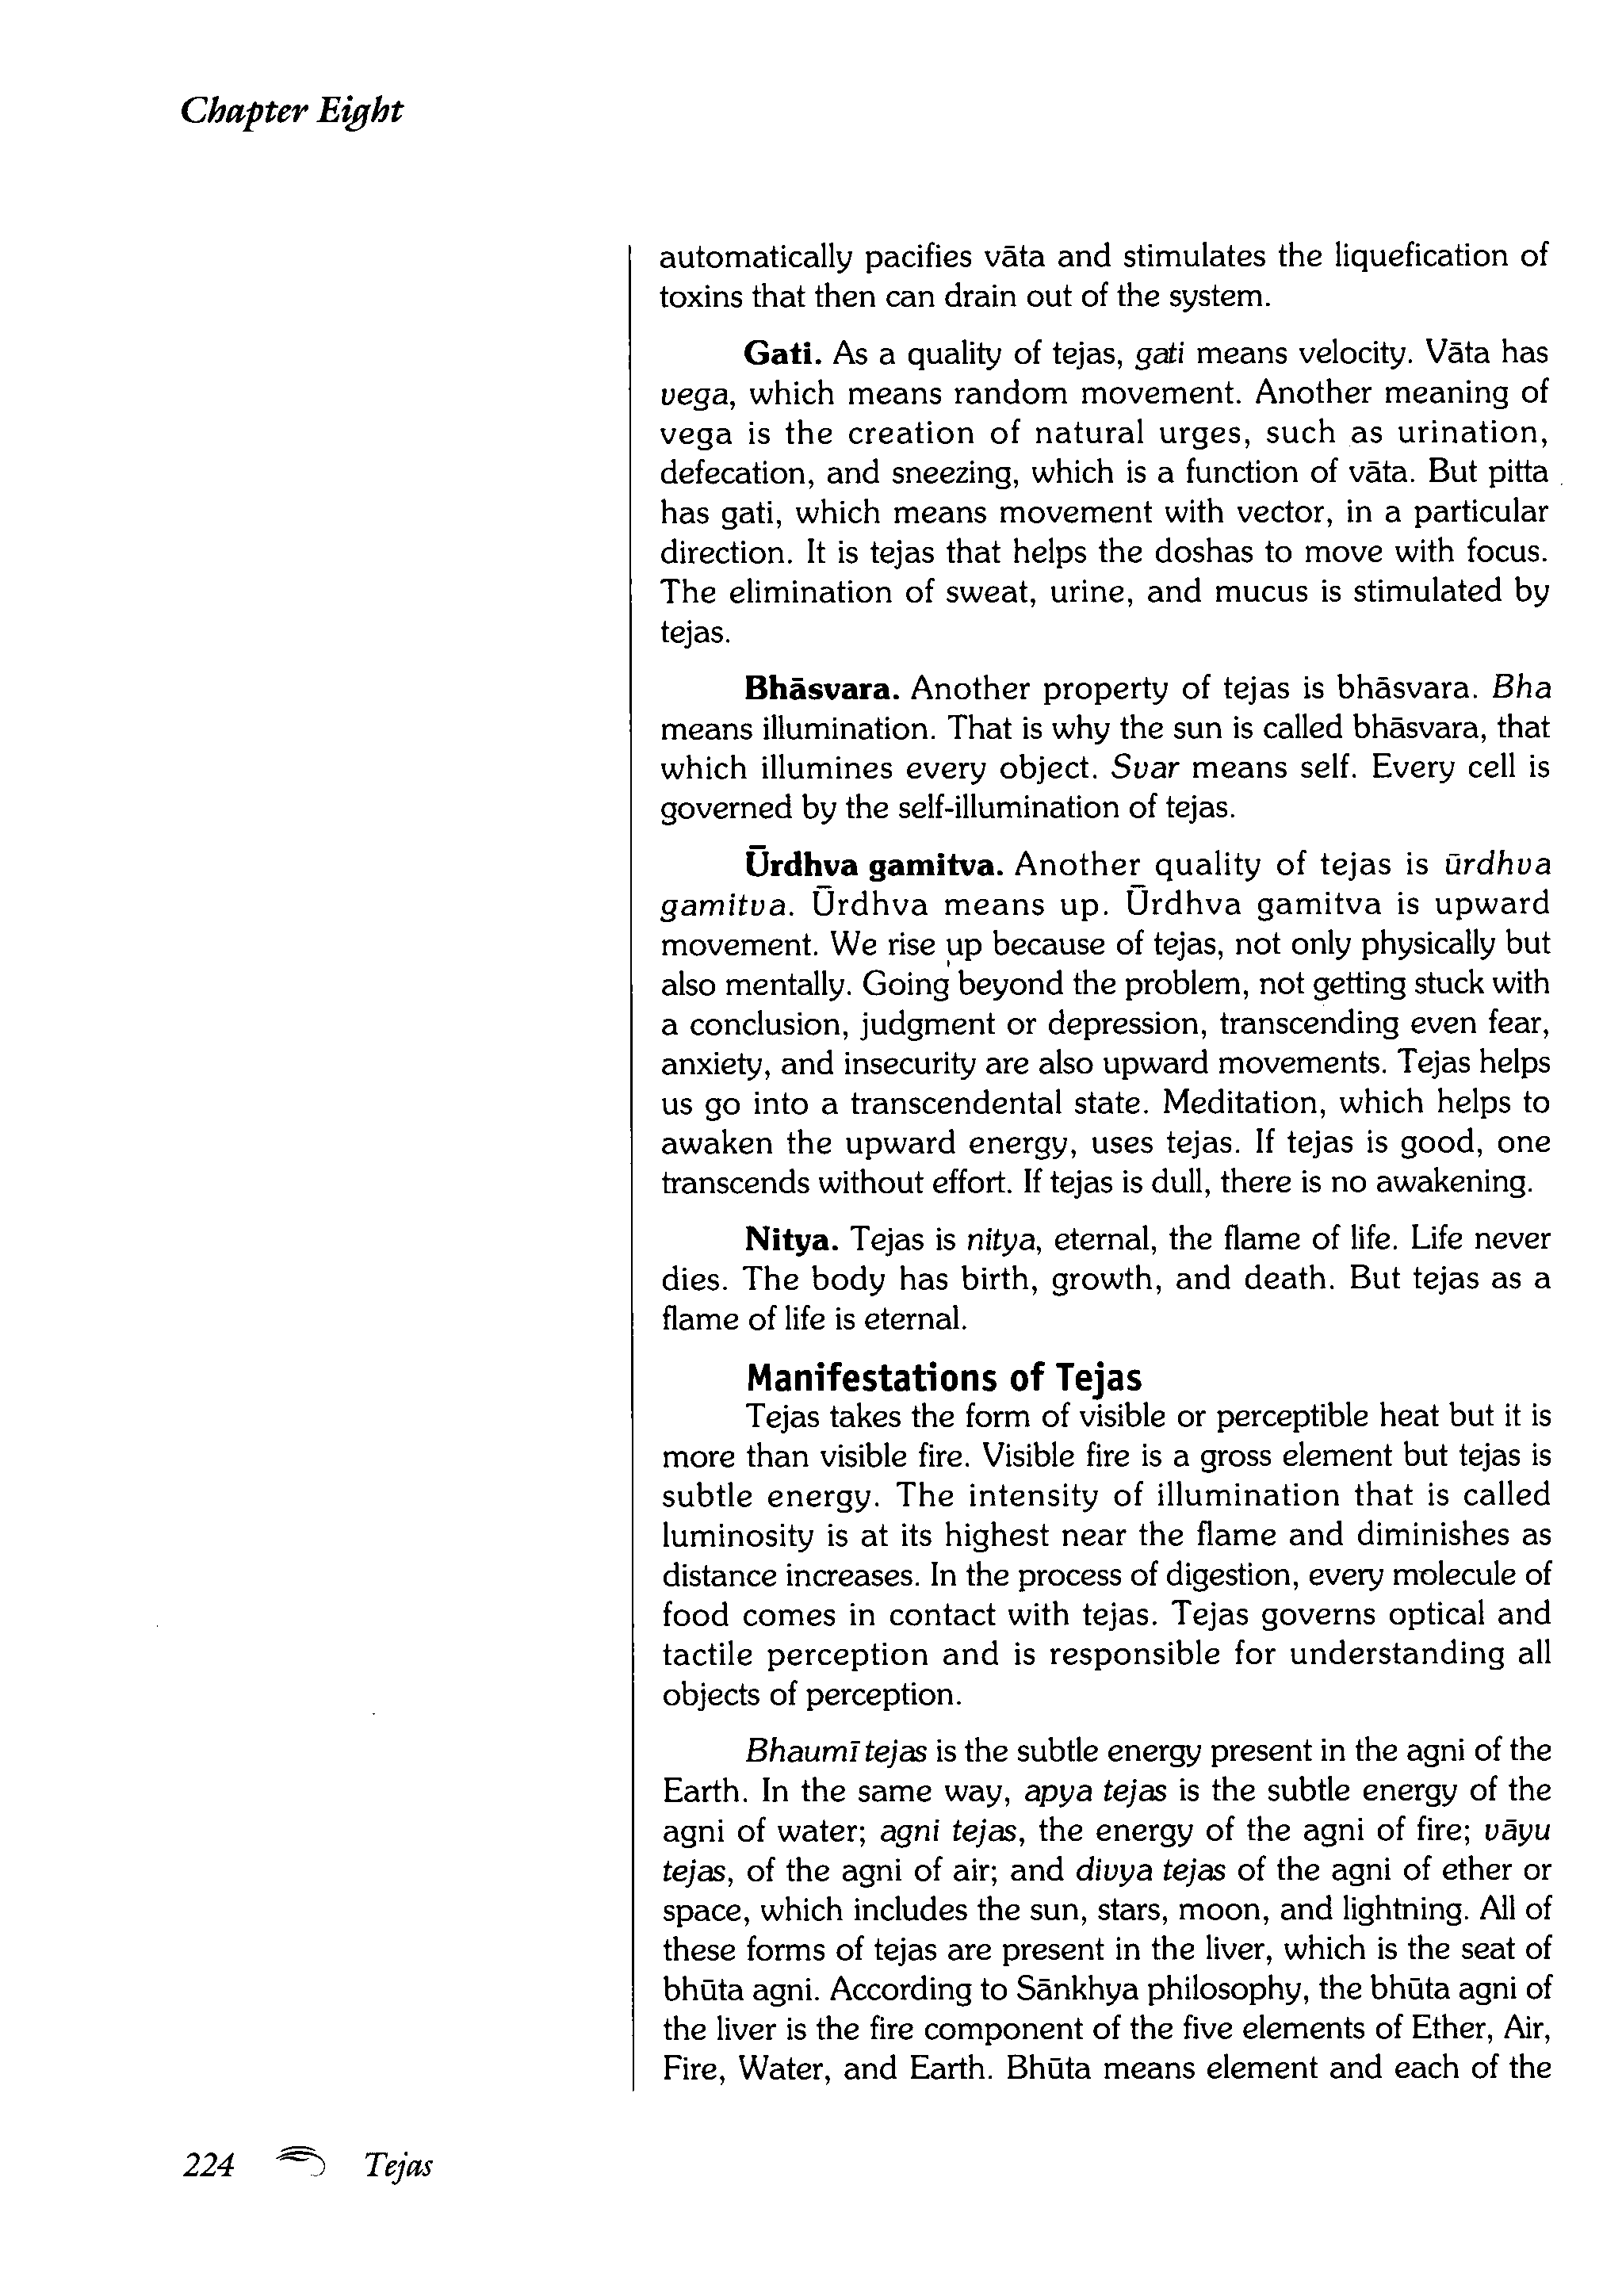 Chapter Eight
automatically pacifies vāta and stimulates the liquefication of
toxins that then can drain out of the system.
Gati. As a quality of tejas, gati means velocity. Vāta has
vega, which means random movement. Another meaning of
vega is the creation of natural urges, such as urination,
defecation, and sneezing, which is a function of vāta. But pitta
has gati, which means movement with vector, in a particular
direction. It is tejas that helps the doshas to move with focus.
The elimination of sweat, urine, and mucus is stimulated by
tejas.
Bhāsvara. Another property of tejas is bhāsvara. Bha
means illumination. That is why the sun is called bhāsvara, that
which illumines every object. Svar means self. Every cell is
governed by the self-illumination of tejas.
Ūrdhva gamitva. Another quality of tejas is ūrdhva
gamitva. Ūrdhva means up. Ūrdhva gamitva is upward
movement. We rise up because of tejas, not only physically but
also mentally. Going beyond the problem, not getting stuck with
a conclusion, judgment or depression, transcending even fear,
anxiety, and insecurity are also upward movements. Tejas helps
us go into a transcendental state. Meditation, which helps to
awaken the upward energy, uses tejas. If tejas is good, one
transcends without effort. If tejas is dull, there is no awakening.
Nitya. Tejas is nitya, eternal, the flame of life. Life never
dies. The body has birth, growth, and death. But tejas as a
flame of life is eternal.
Manifestations of Tejas
Tejas takes the form of visible or perceptible heat but it is
more than visible fire. Visible fire is a gross element but tejas is
subtle energy. The intensity of illumination that is called
luminosity is at its highest near the flame and diminishes as
distance increases. In the process of digestion, every molecule of
food comes in contact with tejas. Tejas governs optical and
tactile perception and is responsible for understanding all
objects of perception.
Bhaumī tejas is the subtle energy present in the agni of the
Earth. In the same way, apya tejas is the subtle energy of the
agni of water; agni tejas, the energy of the agni of fire; vāyu
tejas, of the agni of air; and divya tejas of the agni of ether or
space, which includes the sun, stars, moon, and lightning. All of
these forms of tejas are present in the liver, which is the seat of
bhūta agni. According to Sānkhya philosophy, the bhūta agni of
the liver is the fire component of the five elements of Ether, Air,
Fire, Water, and Earth. Bhūta means element and each of the
224 Tejas